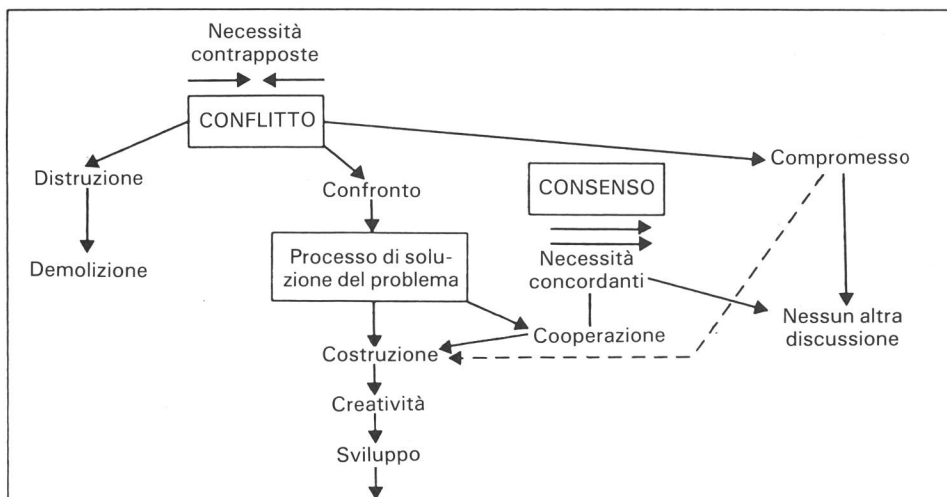 Necessità
contrapposte
CONFLITTO
Distruzione
Demolizione
Confronto
Processo di solu-
zione del problema
CONSENSO
Necessità
concordanti
Compromesso
Nessun altra
discussione
Cooperazione
Costruzione
Creatività
Sviluppo